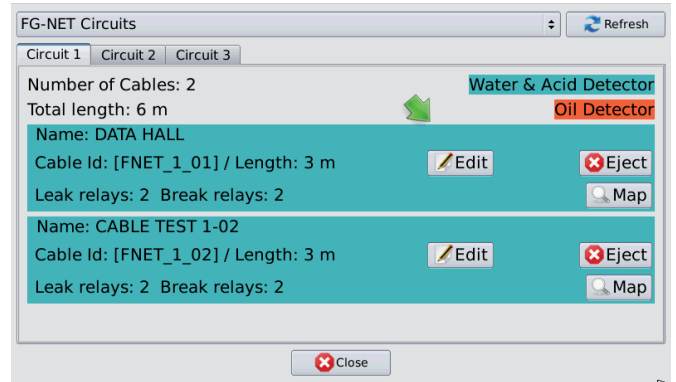 FG-NET Circuits
Refresh
Circuit 1 Circuit 2 Circuit 3
Number of Cables: 2
Water & Acid Detector
Total length: 6 m
Oil Detector
Name: DATA HALL
Cable Id: [FNET_1_01] / Length: 3 m
Edit
Eject
Leak relays: 2 Break relays: 2
Map
Name: CABLE TEST 1-02
Cable Id: [FNET_1_02] / Length: 3 m
Edit
Eject
Leak relays: 2 Break relays: 2
Map
Close